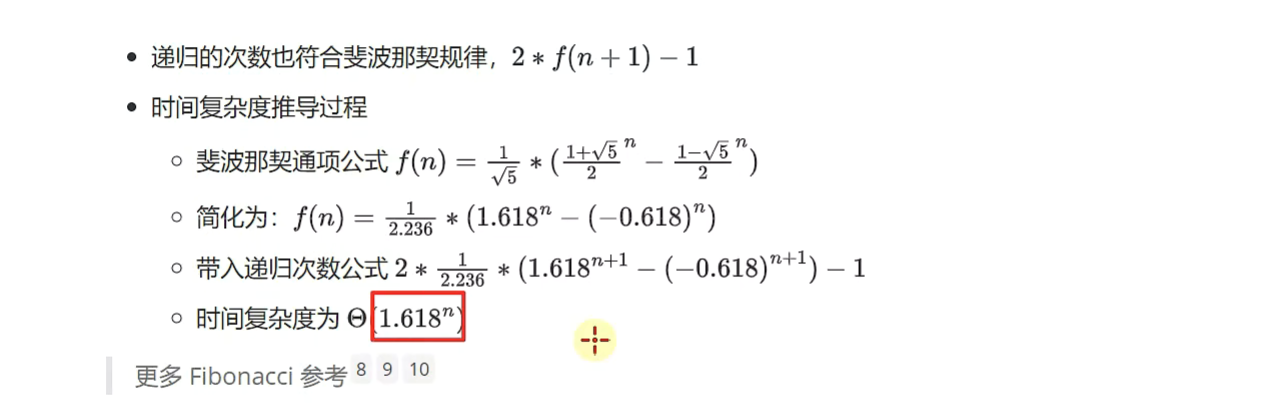 • 递归的次数也符合斐波那契规律，$2 * f(n+1) - 1$
• 时间复杂度推导过程
◦ 斐波那契通项公式 $f(n) = \frac{1}{\sqrt{5}} * (\frac{1+\sqrt{5}}{2}^n - \frac{1-\sqrt{5}}{2}^n)$
◦ 简化为：$f(n) = \frac{1}{2.236} * (1.618^n - (-0.618)^n)$
◦ 带入递归次数公式 $2 * \frac{1}{2.236} * (1.618^{n+1} - (-0.618)^{n+1}) - 1$
◦ 时间复杂度为 $\Theta(1.618^n)$
更多 Fibonacci 参考 8 9 10